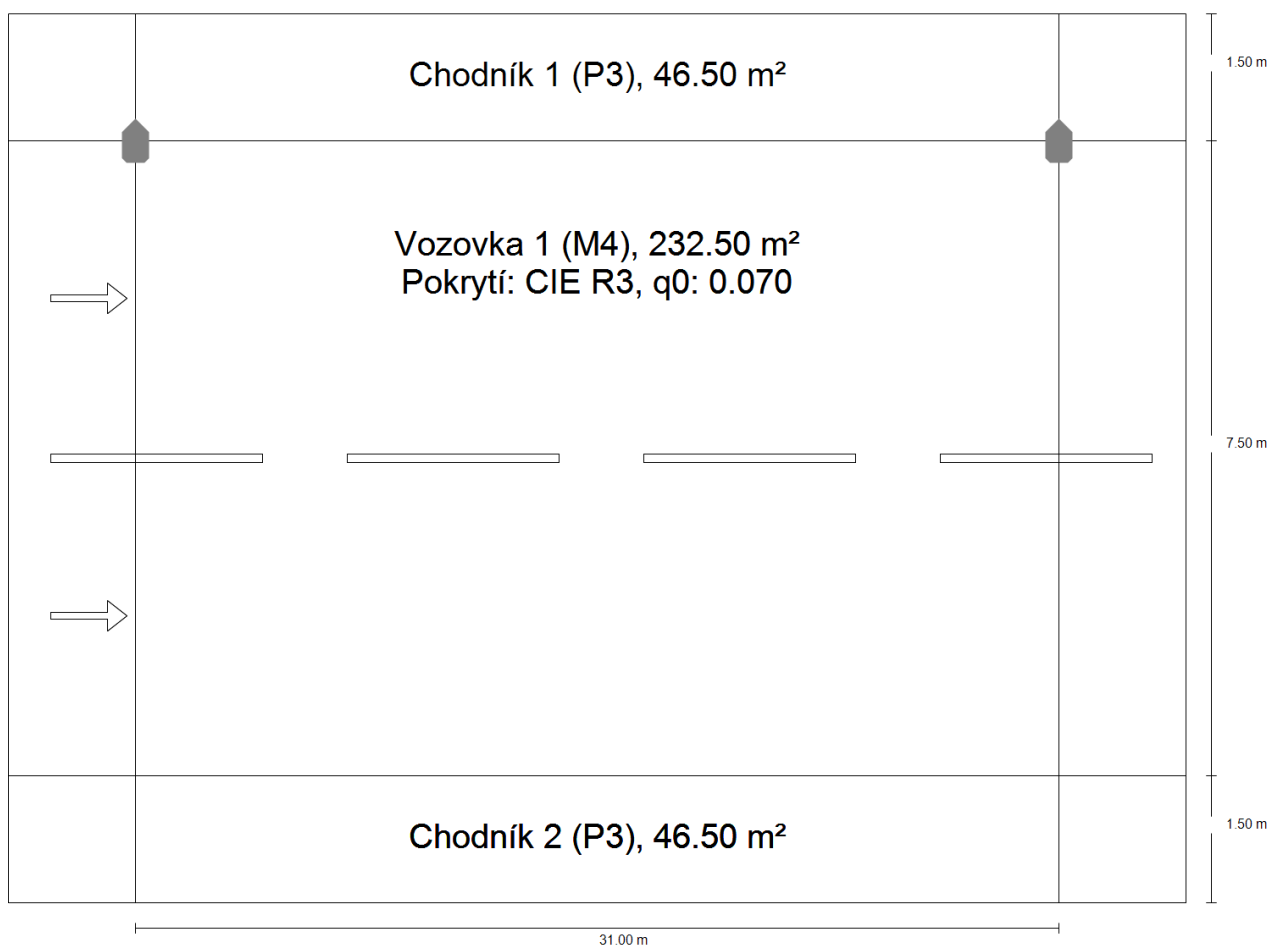 Chodník 1 (P3), 46.50 m²
1.50 m
Vozovka 1 (M4), 232.50 m²
Pokrytí: CIE R3, q0: 0.070
7.50 m
Chodník 2 (P3), 46.50 m²
1.50 m
31.00 m